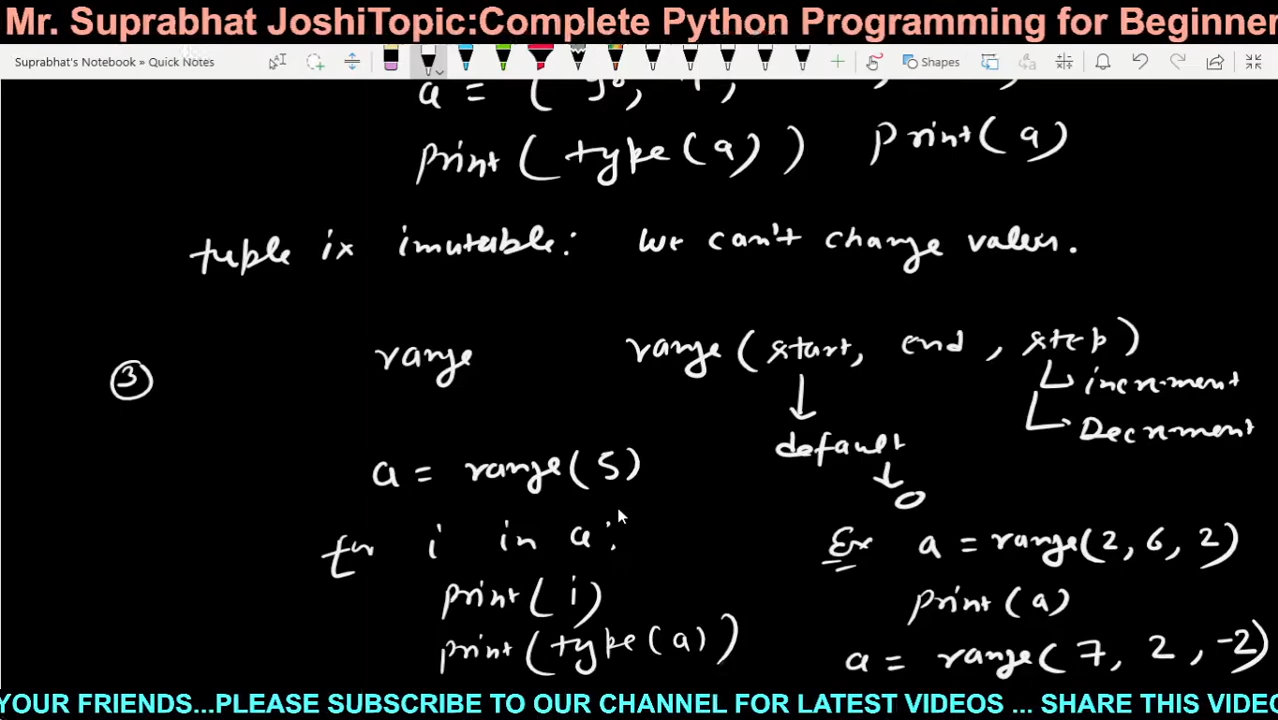 Mr. Suprabhat JoshiTopic:Complete Python Programming for Beginner
Suprabhat's Notebook » Quick Notes
Shapes
a = (
print(type(a)) print(a)
tuple is imutable: we can't change values.
3 range range(start, end, step)
increment
Decrement
default
0
a = range(5)
for i in a:
print(i)
print(type(a))
Ex a = range(2, 6, 2)
print(a)
a = range(7, 2, -2)
YOUR FRIENDS...PLEASE SUBSCRIBE TO OUR CHANNEL FOR LATEST VIDEOS ... SHARE THIS VIDEO